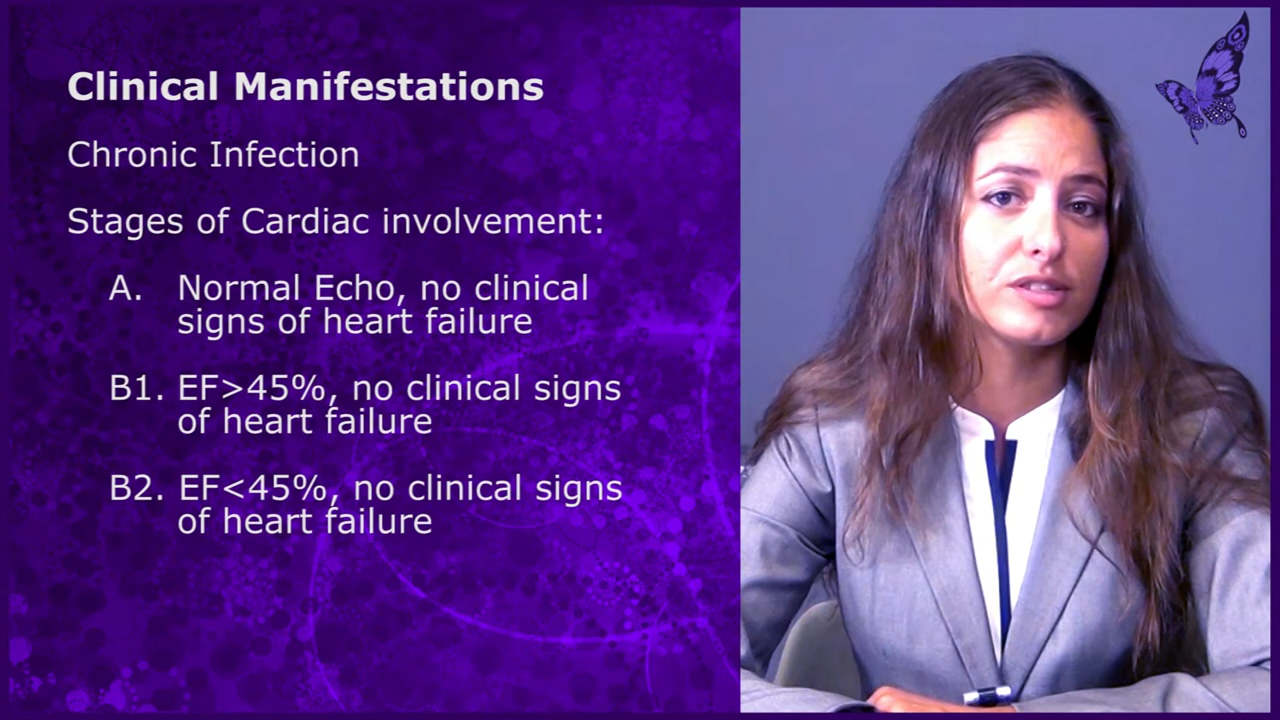 Clinical Manifestations
Chronic Infection
Stages of Cardiac involvement:
A. Normal Echo, no clinical
signs of heart failure
B1. EF>45%, no clinical signs
of heart failure
B2. EF<45%, no clinical signs
of heart failure